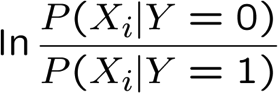 ln P(X_i|Y = 0) / P(X_i|Y = 1)